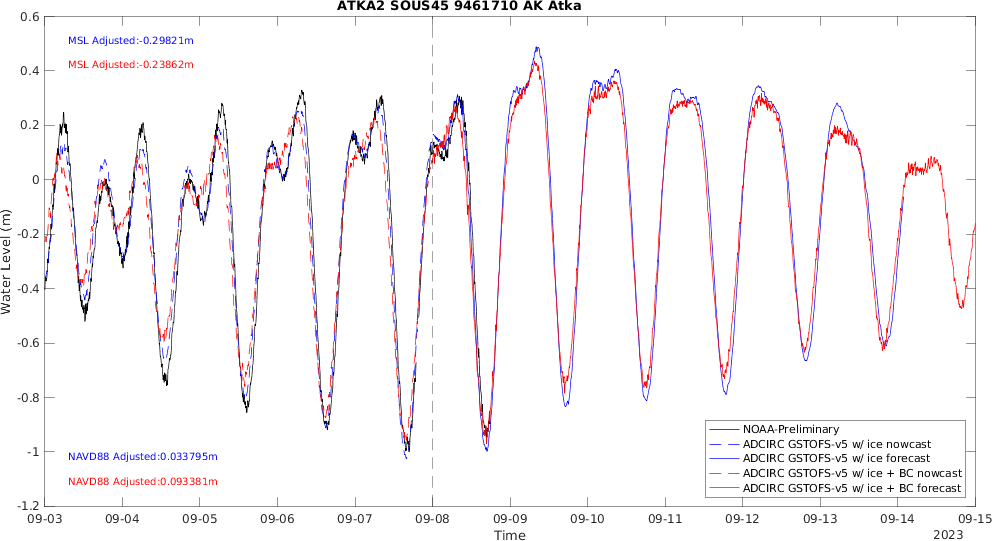 ATKA2 SOUS45 9461710 AK Atka
0.6
0.4
0.2
0
-0.2
-0.4
-0.6
-0.8
-1
-1.2
Water Level (m)
MSL Adjusted:-0.29821m
MSL Adjusted:-0.23862m
NAVD88 Adjusted:0.033795m
NAVD88 Adjusted:0.093381m
NOAA-Preliminary
ADCIRC GSTOFS-v5 w/ ice nowcast
ADCIRC GSTOFS-v5 w/ ice forecast
ADCIRC GSTOFS-v5 w/ ice + BC nowcast
ADCIRC GSTOFS-v5 w/ ice + BC forecast
09-03 09-04 09-05 09-06 09-07 09-08 09-09 09-10 09-11 09-12 09-13 09-14 09-15
Time
2023